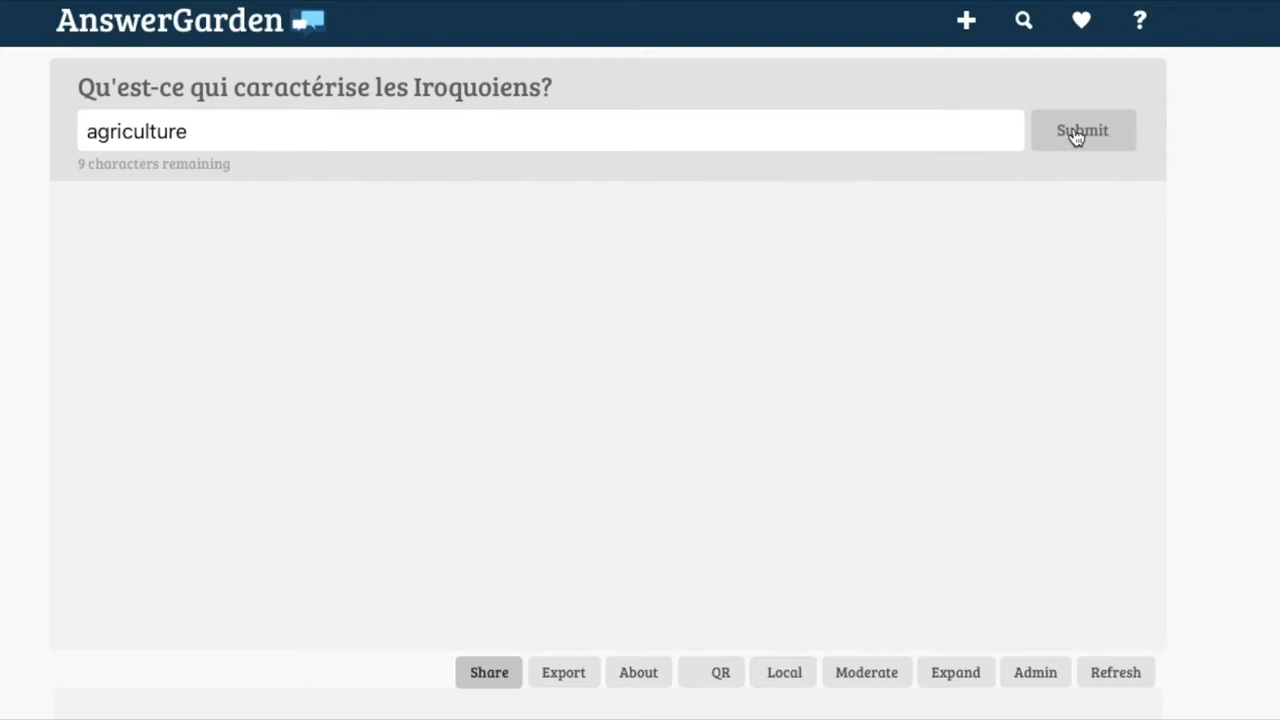 AnswerGarden
Qu'est-ce qui caractérise les Iroquoiens?
agriculture
Submit
9 characters remaining
Share
Export
About
QR
Local
Moderate
Expand
Admin
Refresh